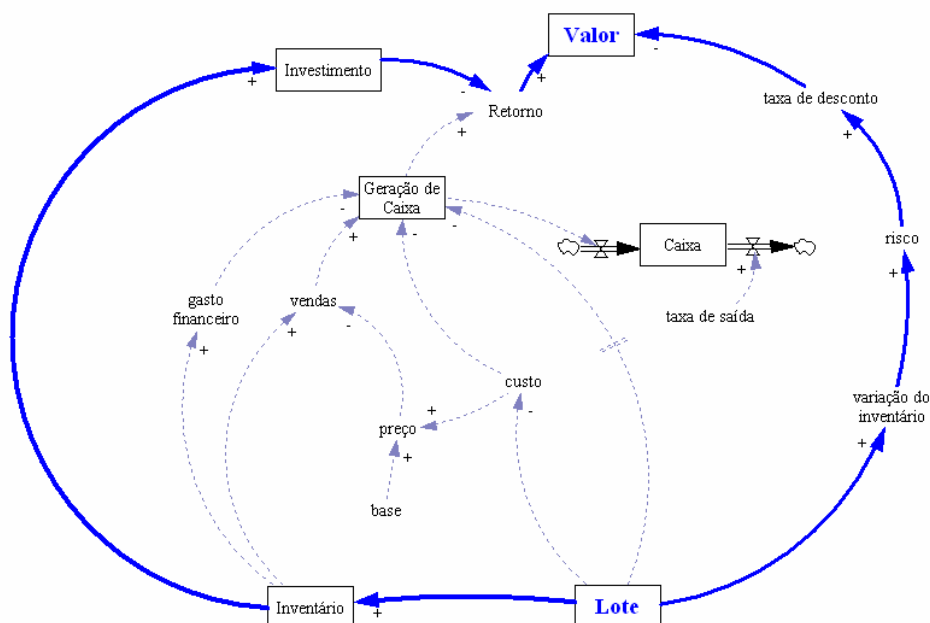 Valor
Investimento
+
-
-
+
Retorno
taxa de desconto
+
+
Geração de
Caixa
-
+
-
-
Caixa
risco
+
+
gasto
financeiro
vendas
+
+
-
taxa de saída
custo
-
+
preço
+
variação do
inventário
+
base
Inventário
+
Lote